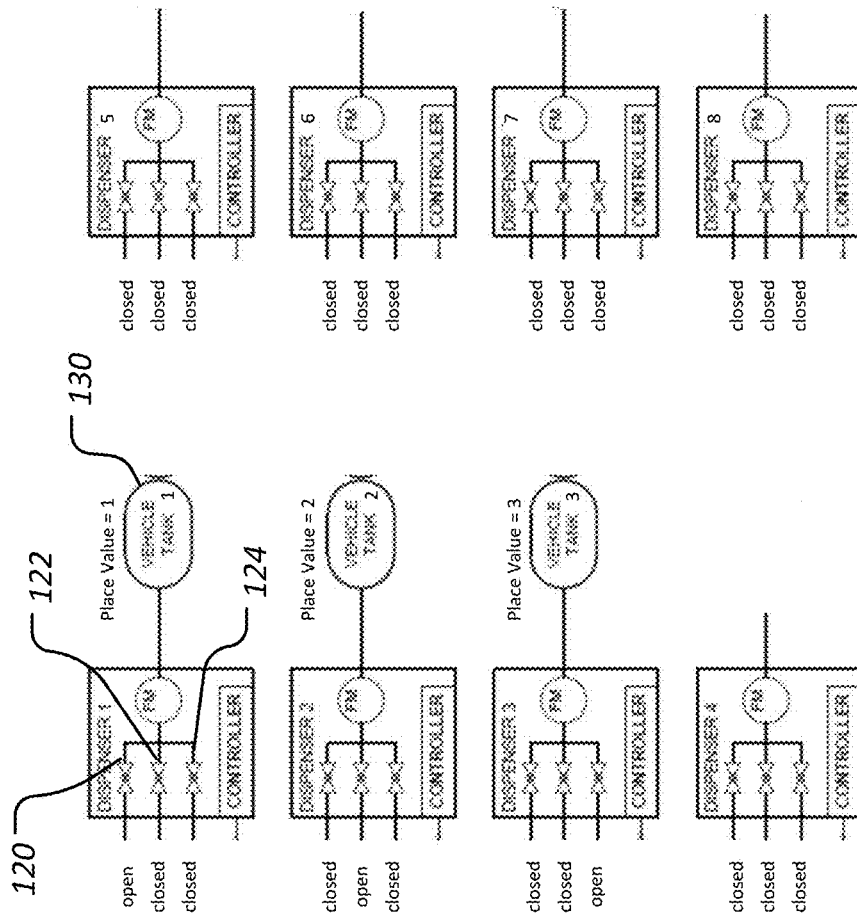 120
122
130
124
Place Value = 1
DISPENSER 1
open
closed
closed
FM
CONTROLLER
VEHICLE
TANK 1
Place Value = 2
DISPENSER 2
closed
open
closed
FM
CONTROLLER
VEHICLE
TANK 2
Place Value = 3
DISPENSER 3
closed
closed
open
FM
CONTROLLER
VEHICLE
TANK 3
DISPENSER 4
closed
closed
closed
FM
CONTROLLER
DISPENSER 5
closed
closed
closed
FM
CONTROLLER
DISPENSER 6
closed
closed
closed
FM
CONTROLLER
DISPENSER 7
closed
closed
closed
FM
CONTROLLER
DISPENSER 8
closed
closed
closed
FM
CONTROLLER